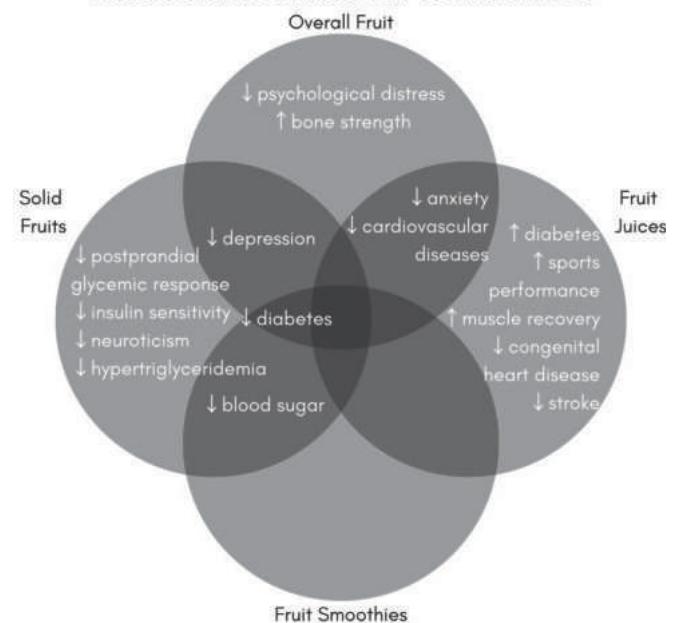 Overall Fruit
↓ psychological distress
↑ bone strength
Solid
Fruits
Fruit
Juices
↓ depression
↓ anxiety
↓ cardiovascular
diseases
↓ postprandial
glycemic response
↓ insulin sensitivity
↓ neuroticism
↓ hypertriglyceridemia
↓ diabetes
↓ blood sugar
↑ diabetes
↑ sports
performance
↑ muscle recovery
↓ congenital
heart disease
↓ stroke
Fruit Smoothies